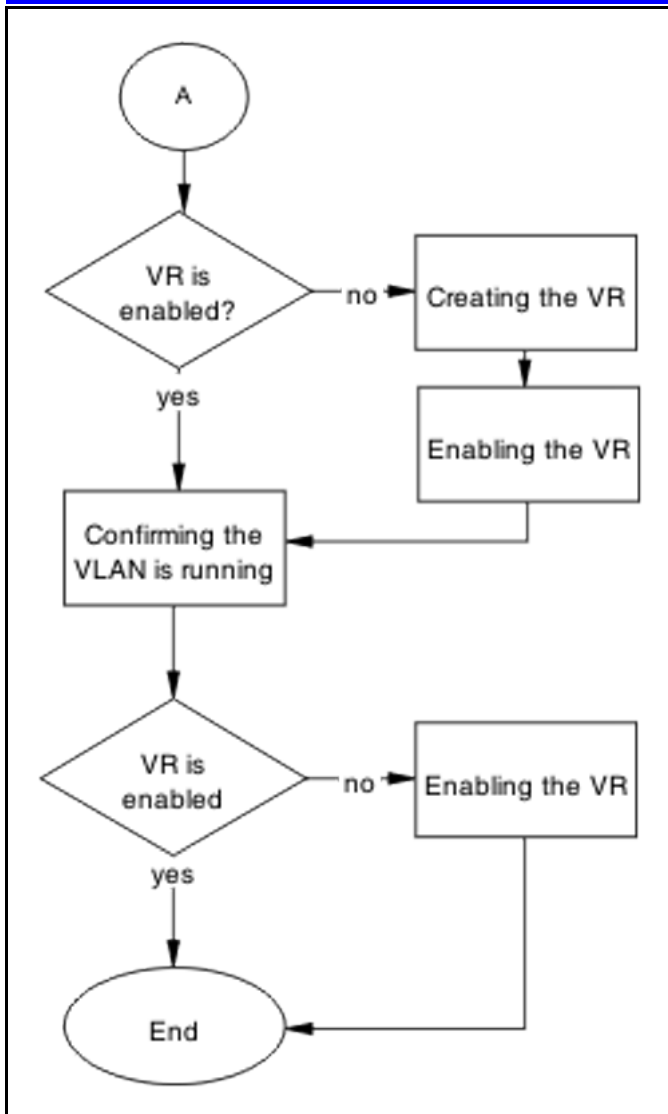 A
VR is
enabled?
no
Creating the VR
yes
Enabling the VR
Confirming the
VLAN is running
VR is
enabled
no
Enabling the VR
yes
End